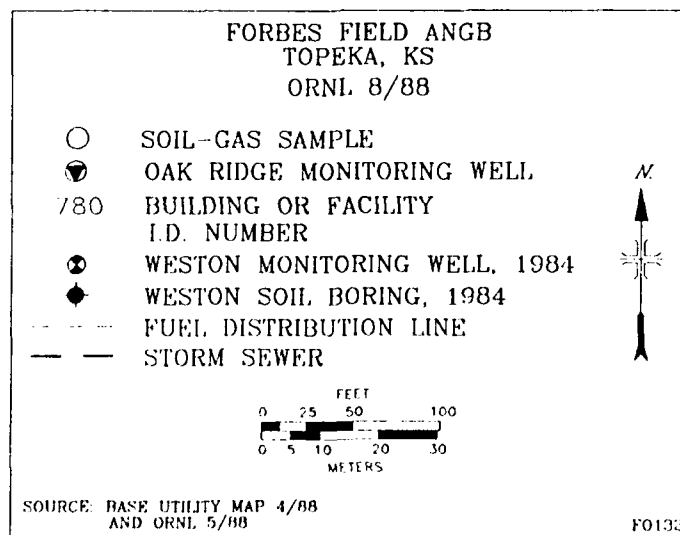 FORBES FIELD ANGB
TOPEKA, KS
ORNL 8/88
SOIL-GAS SAMPLE
OAK RIDGE MONITORING WELL
780 BUILDING OR FACILITY
I.D. NUMBER
WESTON MONITORING WELL, 1984
WESTON SOIL BORING, 1984
FUEL DISTRIBUTION LINE
STORM SEWER
N
FEET
0 25 50 100
0 5 10 20 30
METERS
SOURCE: BASE UTILITY MAP 4/88
AND ORNL 5/88
F0133